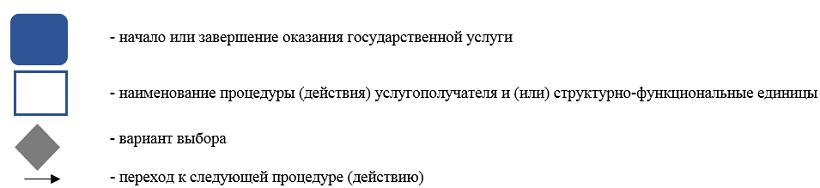 - начало или завершение оказания государственной услуги
- наименование процедуры (действия) услугополучателя и (или) структурно-функциональные единицы
- вариант выбора
- переход к следующей процедуре (действию)